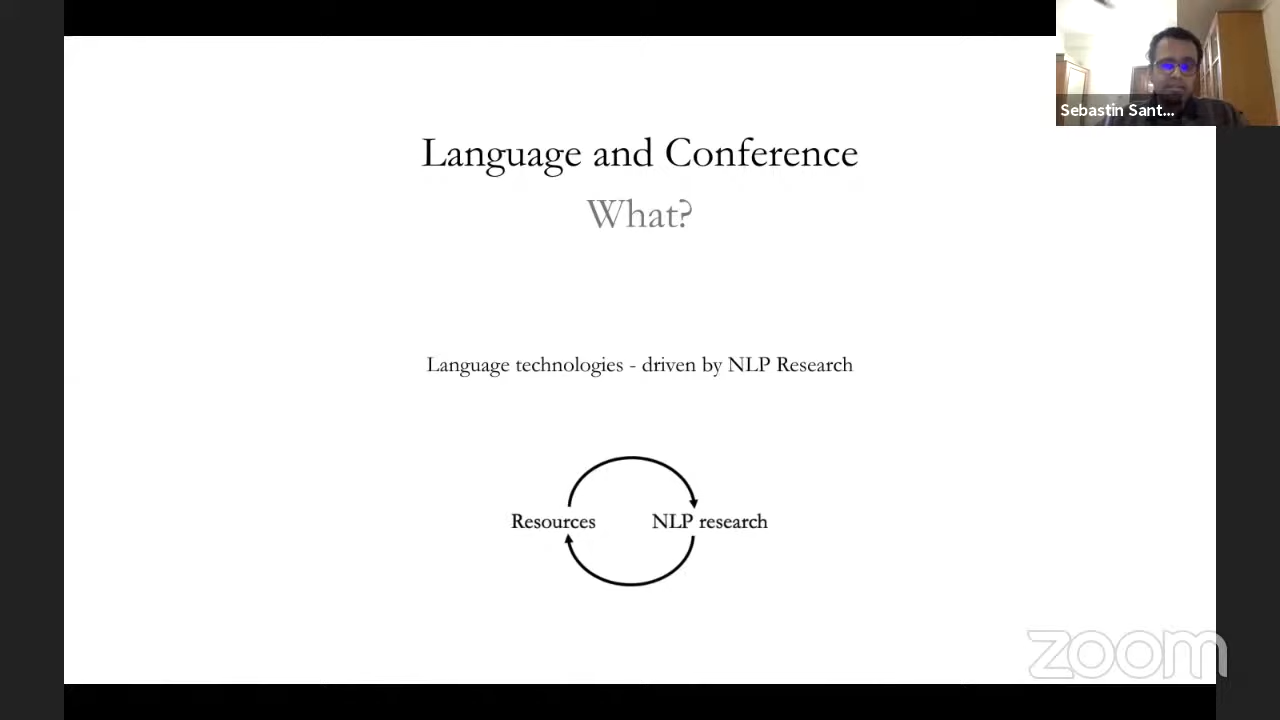 Sebastin Sant...
Language and Conference
What?
Language technologies - driven by NLP Research
Resources
NLP research
zoom